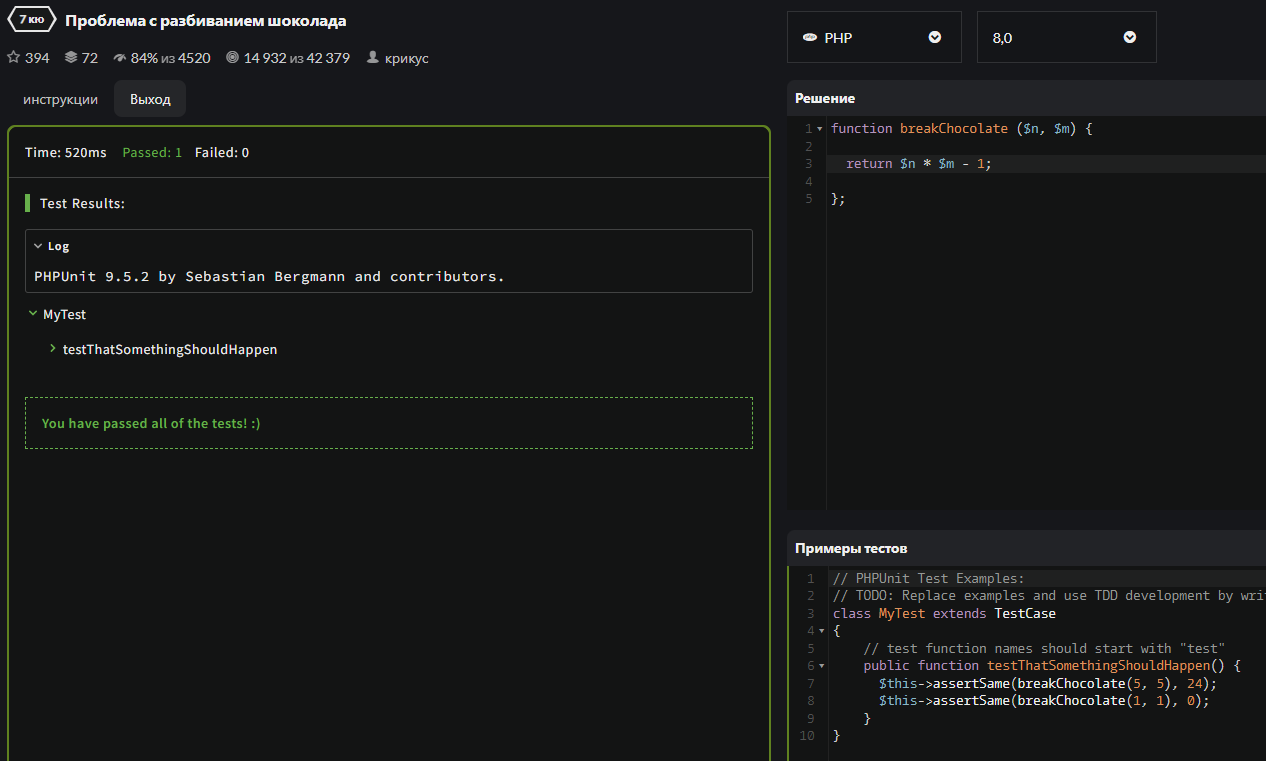 7 кю Проблема с разбиванием шоколада
394 72 84% из 4520 14 932 из 42 379 крикус
инструкции Выход
Time: 520ms Passed: 1 Failed: 0
Test Results:
Log
PHPUnit 9.5.2 by Sebastian Bergmann and contributors.
MyTest
testThatSomethingShouldHappen
You have passed all of the tests! :)
PHP 8,0
Решение
1 function breakChocolate ($n, $m) {
2
3 return $n * $m - 1;
4
5 };
Примеры тестов
1 // PHPUnit Test Examples:
2 // TODO: Replace examples and use TDD development by wri
3 class MyTest extends TestCase
4 {
5 // test function names should start with "test"
6 public function testThatSomethingShouldHappen() {
7 $this->assertSame(breakChocolate(5, 5), 24);
8 $this->assertSame(breakChocolate(1, 1), 0);
9 }
10 }